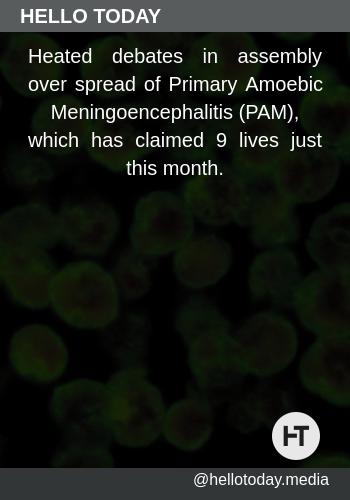 HELLO TODAY
Heated debates in assembly
over spread of Primary Amoebic
Meningoencephalitis (PAM),
which has claimed 9 lives just
this month.
HT
@hellotoday.media